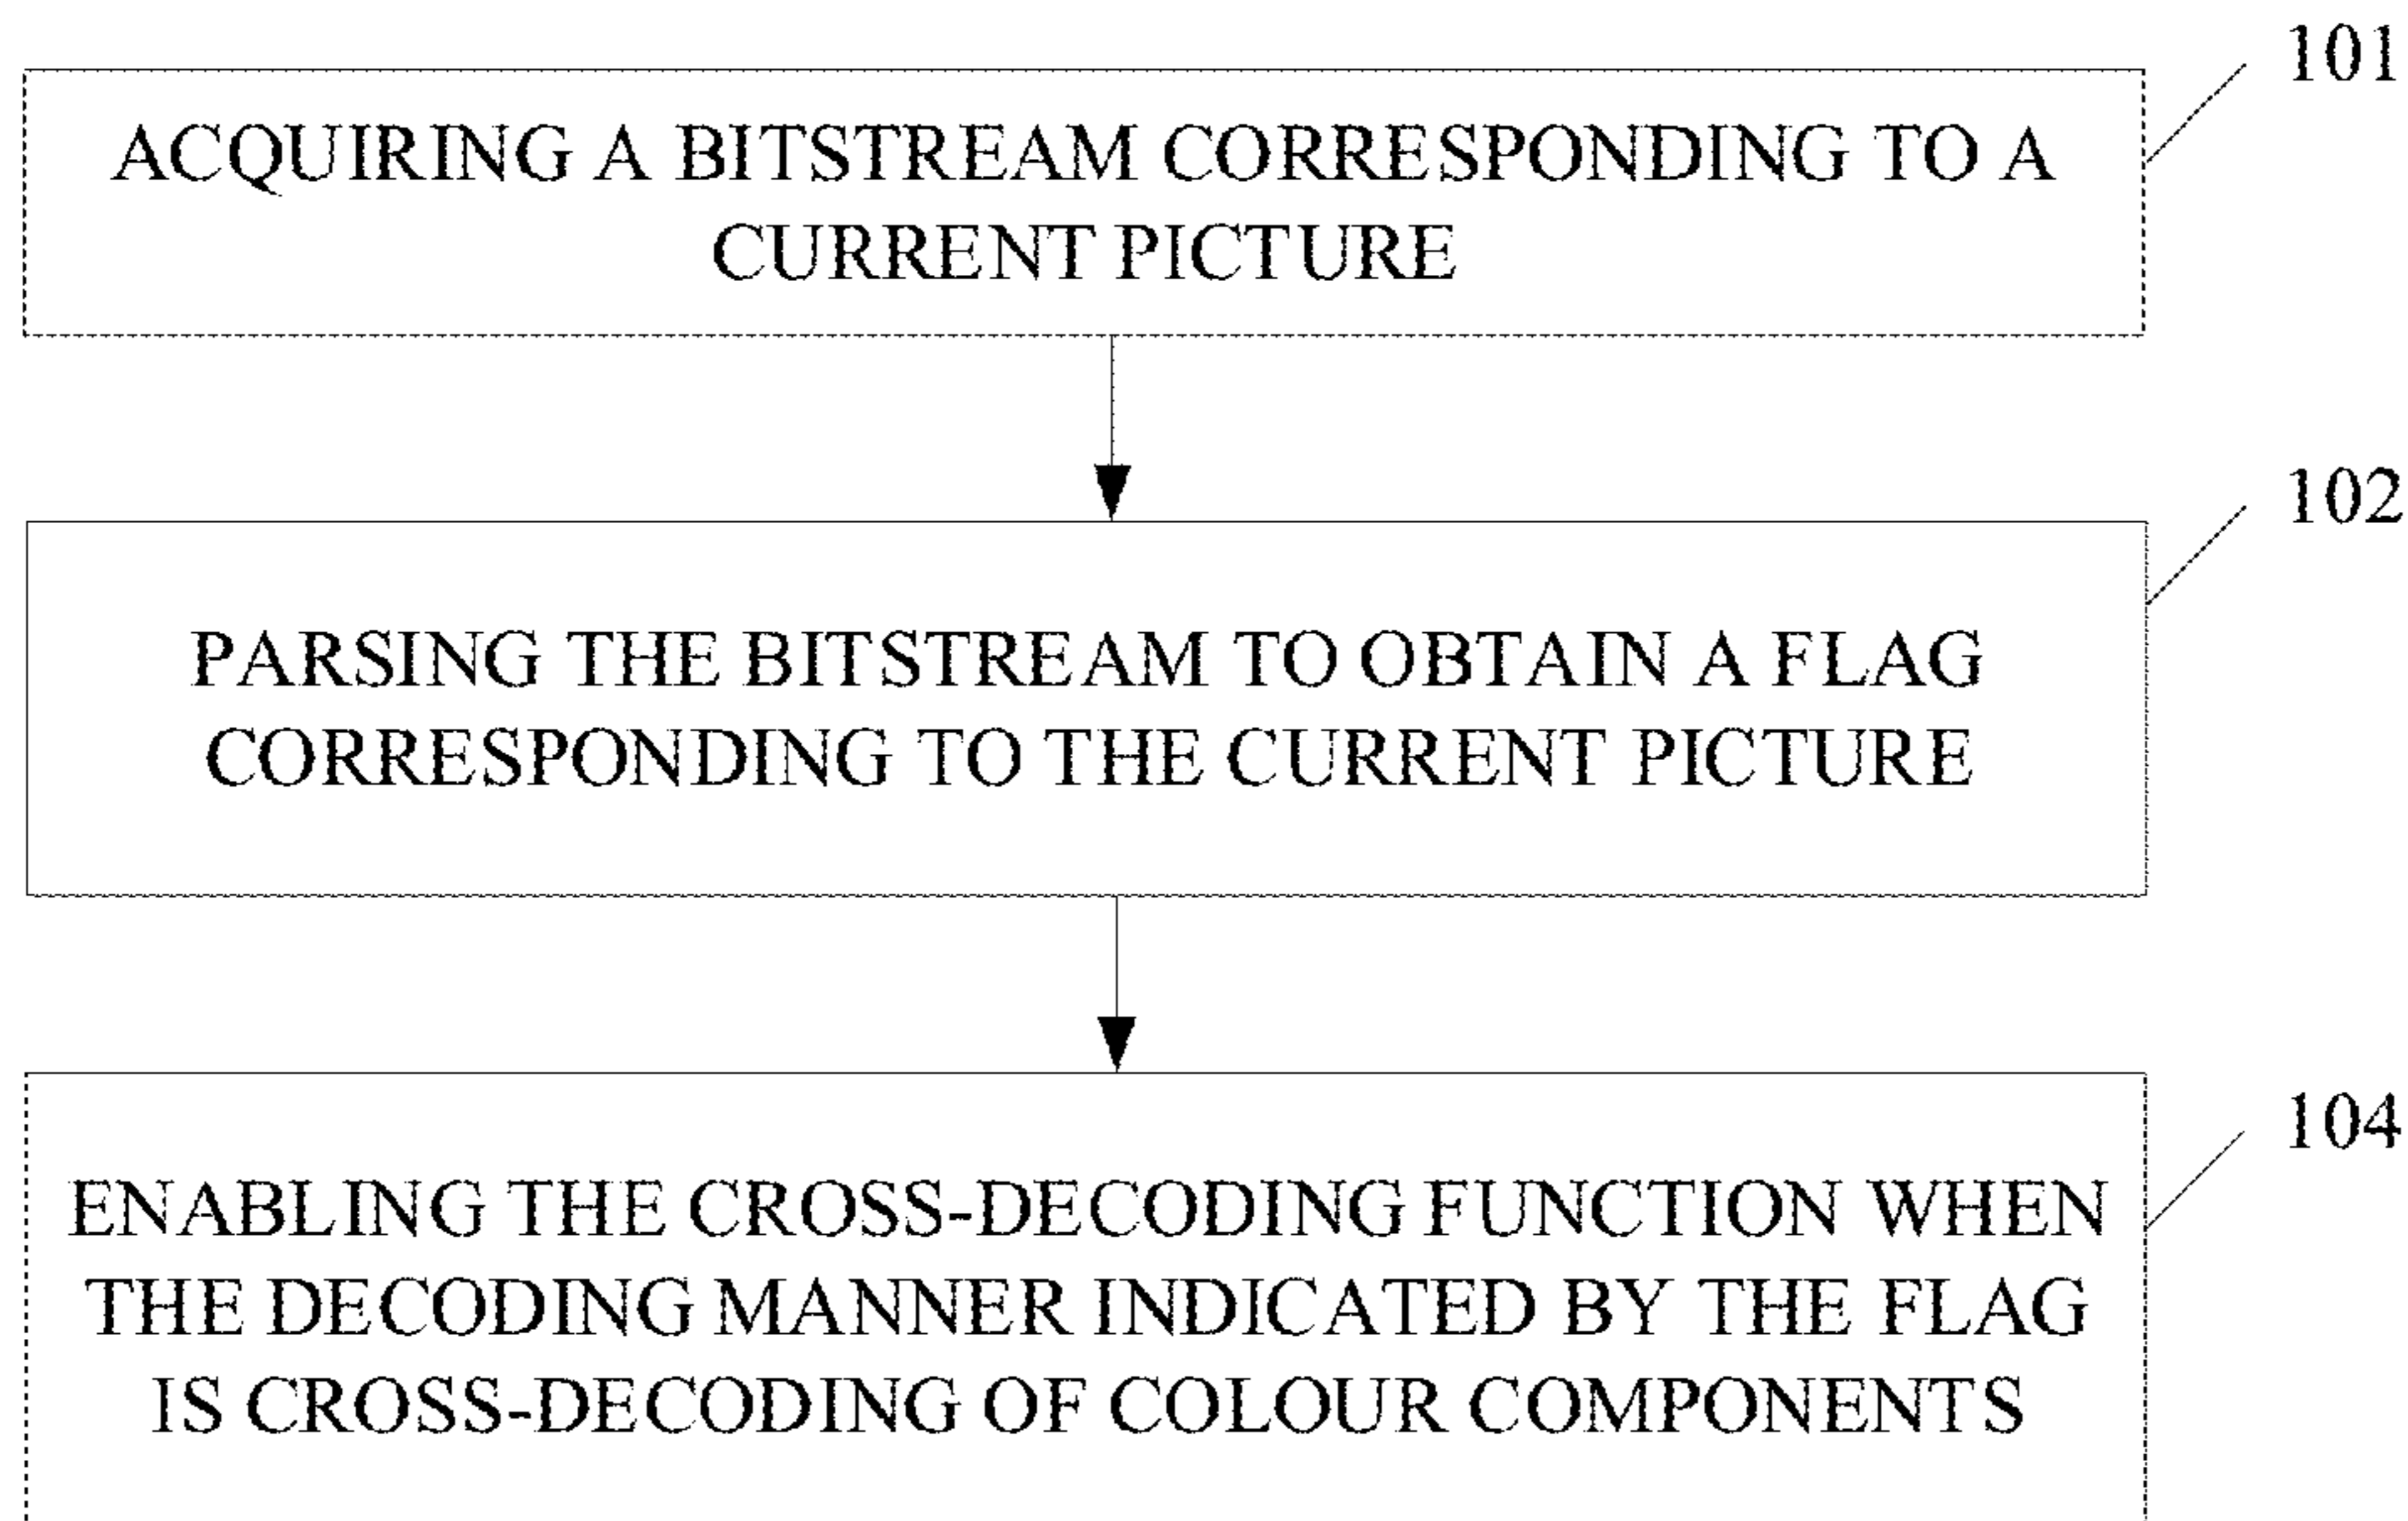 101
ACQUIRING A BITSTREAM CORRESPONDING TO A
CURRENT PICTURE
102
PARSING THE BITSTREAM TO OBTAIN A FLAG
CORRESPONDING TO THE CURRENT PICTURE
104
ENABLING THE CROSS-DECODING FUNCTION WHEN
THE DECODING MANNER INDICATED BY THE FLAG
IS CROSS-DECODING OF COLOUR COMPONENTS